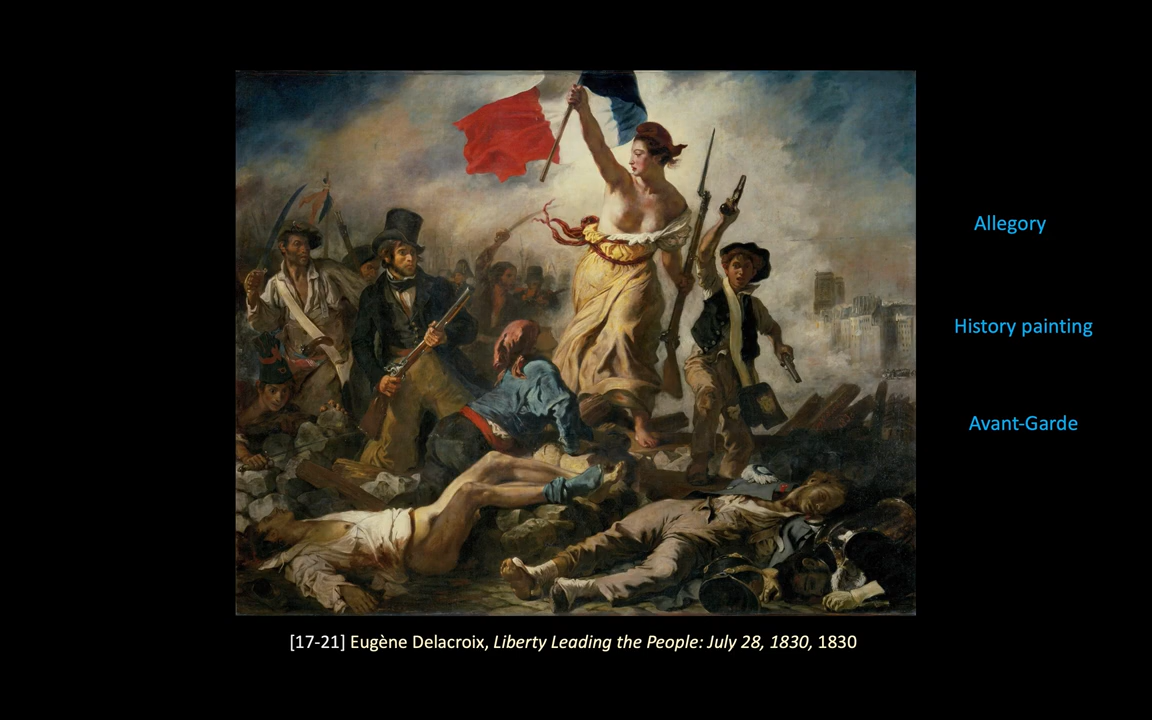 Allegory
History painting
Avant-Garde
[17-21] Eugène Delacroix, Liberty Leading the People: July 28, 1830, 1830